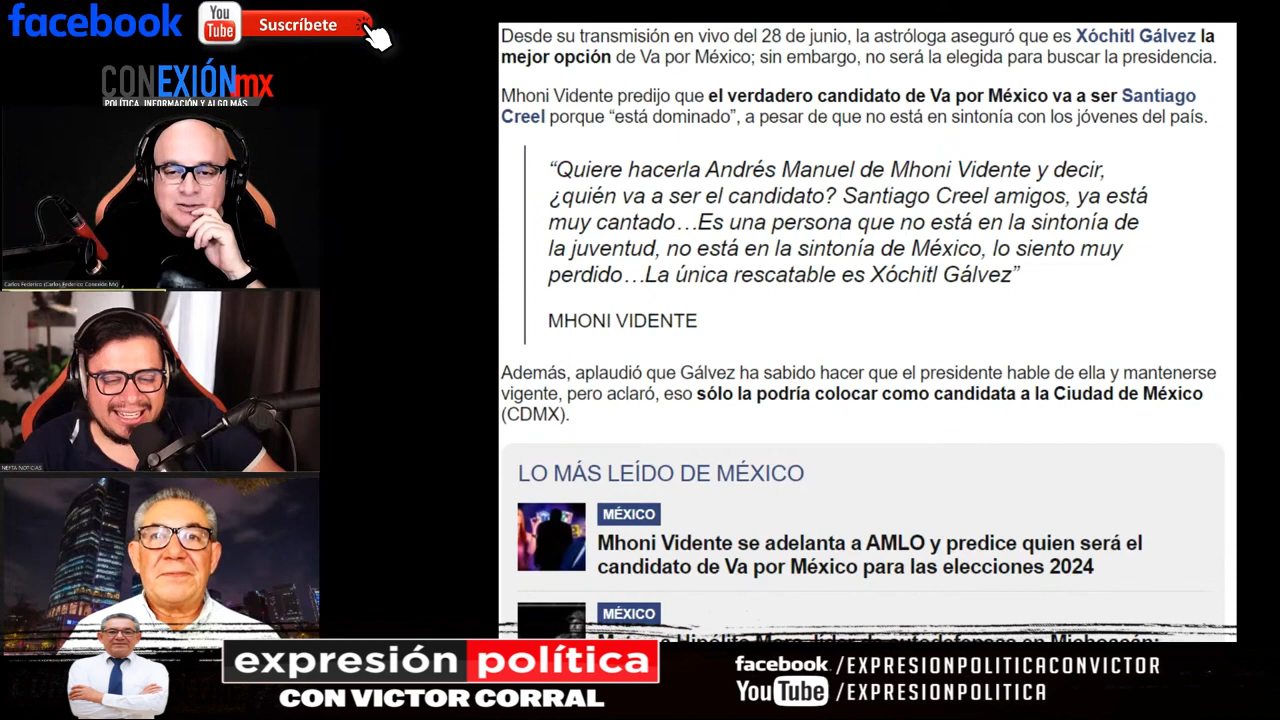 facebook
You
Tube
Suscríbete
CONEXIÓNmx
POLÍTICA, INFORMACIÓN Y ALGO MÁS
Carlos Federico (Carlos Federico Conexión Mx)
NEFTA NOTICIAS
Desde su transmisión en vivo del 28 de junio, la astróloga aseguró que es Xóchitl Gálvez la
mejor opción de Va por México; sin embargo, no será la elegida para buscar la presidencia.
Mhoni Vidente predijo que el verdadero candidato de Va por México va a ser Santiago
Creel porque “está dominado”, a pesar de que no está en sintonía con los jóvenes del país.
“Quiere hacerla Andrés Manuel de Mhoni Vidente y decir,
¿quién va a ser el candidato? Santiago Creel amigos, ya está
muy cantado…Es una persona que no está en la sintonía de
la juventud, no está en la sintonía de México, lo siento muy
perdido…La única rescatable es Xóchitl Gálvez”
MHONI VIDENTE
Además, aplaudió que Gálvez ha sabido hacer que el presidente hable de ella y mantenerse
vigente, pero aclaró, eso sólo la podría colocar como candidata a la Ciudad de México
(CDMX).
LO MÁS LEÍDO DE MÉXICO
MÉXICO
Mhoni Vidente se adelanta a AMLO y predice quien será el
candidato de Va por México para las elecciones 2024
MÉXICO
expresión política
CON VICTOR CORRAL
facebook /EXPRESIONPOLITICACONVICTOR
YouTube /EXPRESIONPOLITICA